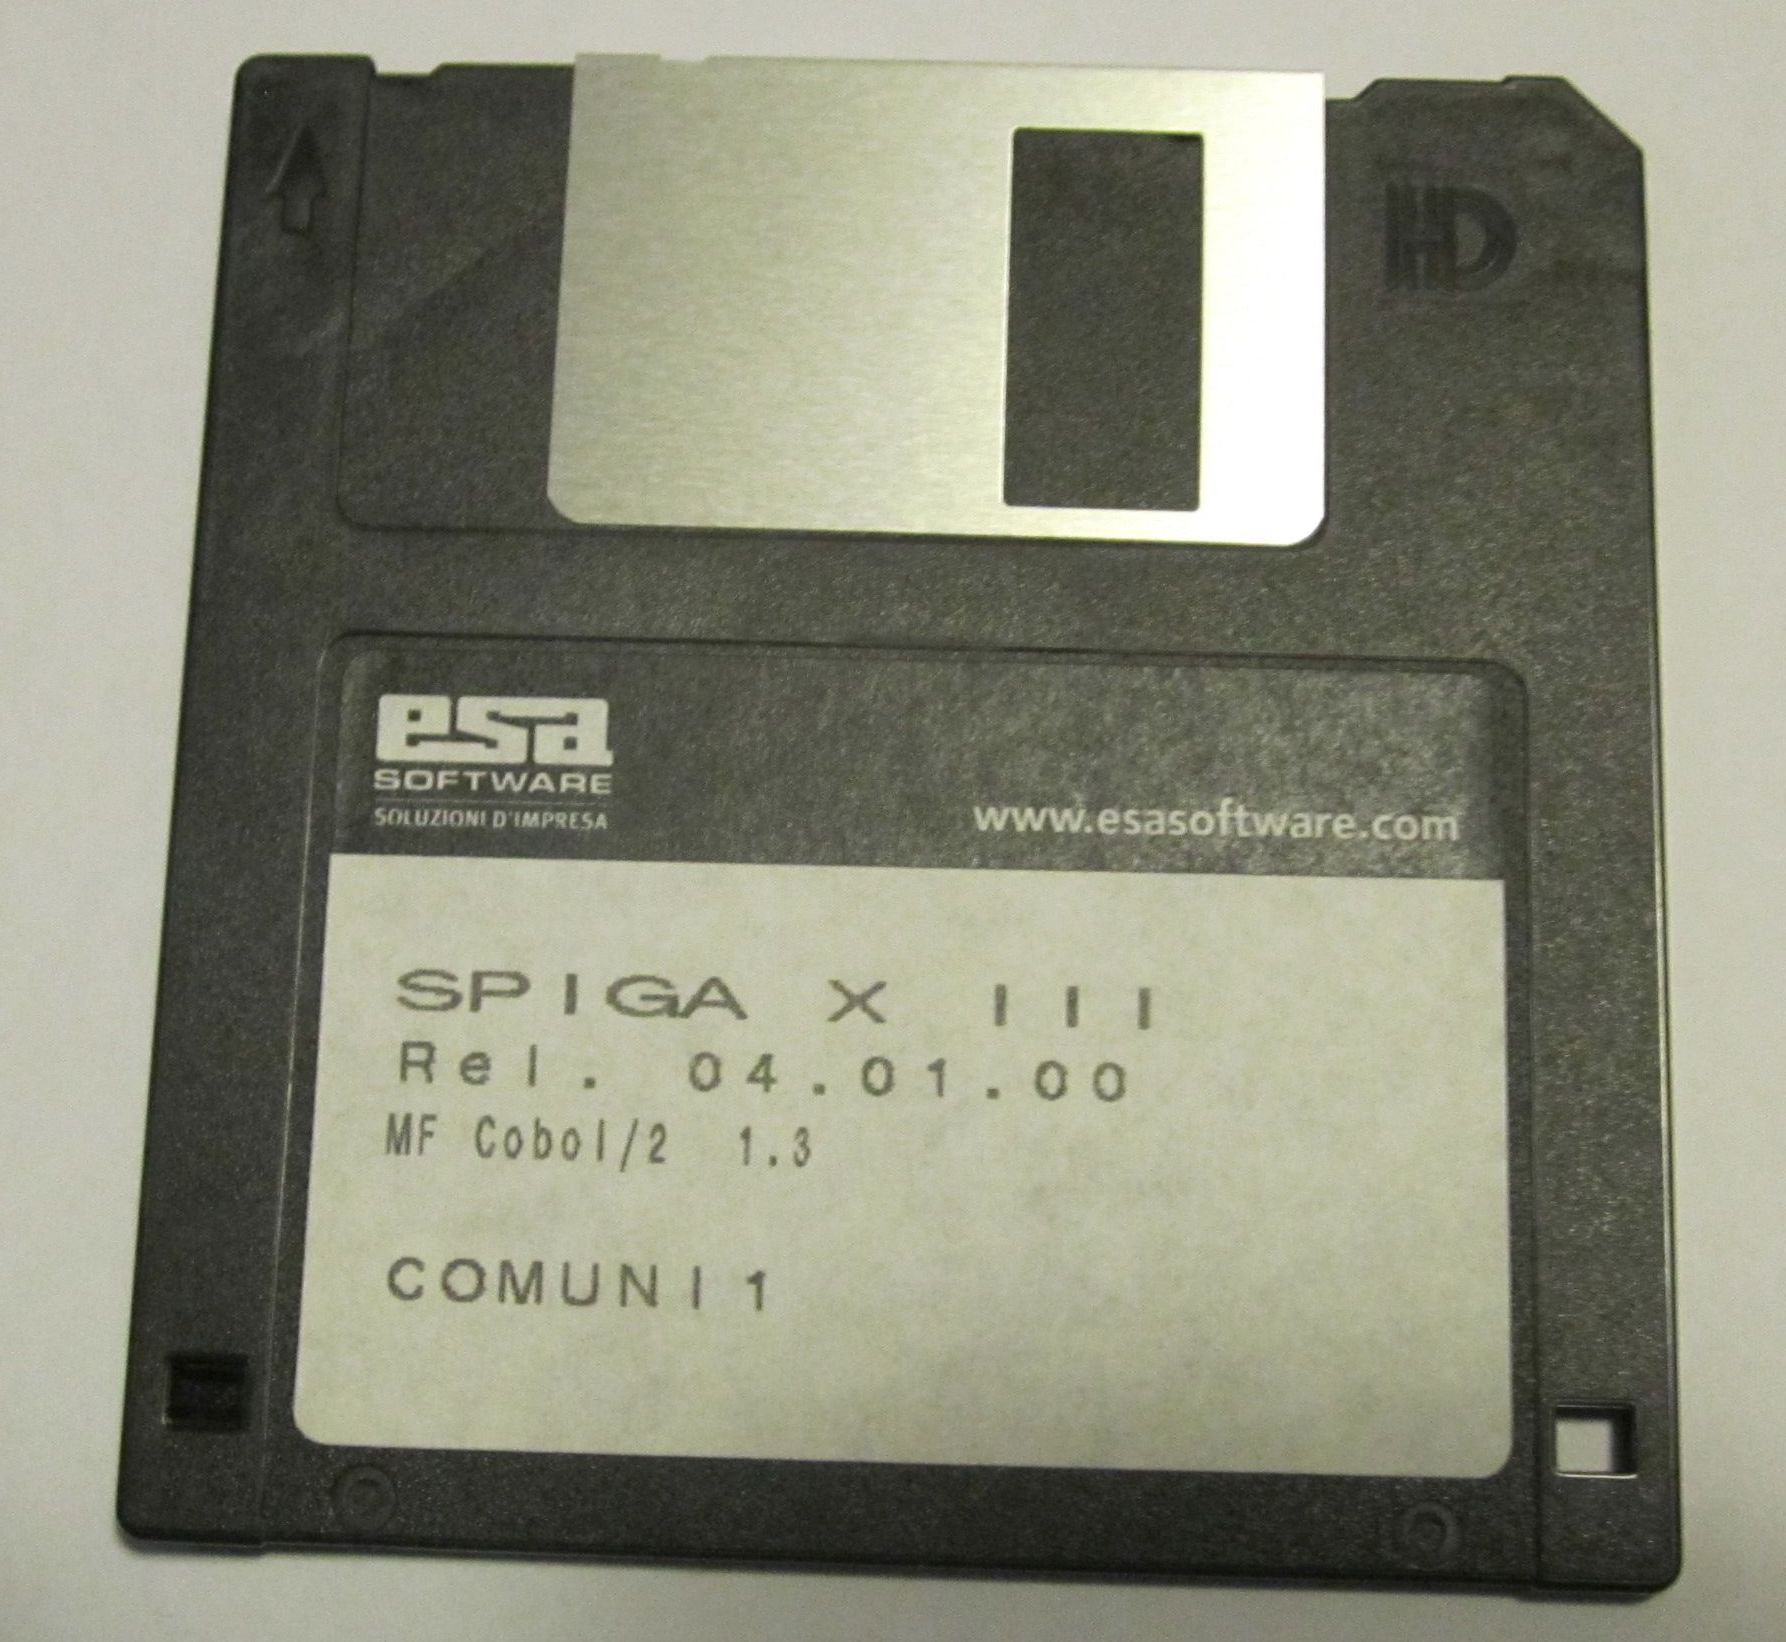 HD
esa
SOFTWARE
SOLUZIONI D'IMPRESA
www.esasoftware.com
SPIGA X III
Rel. 04.01.00
MF Cobol/2 1.3
COMUNI1